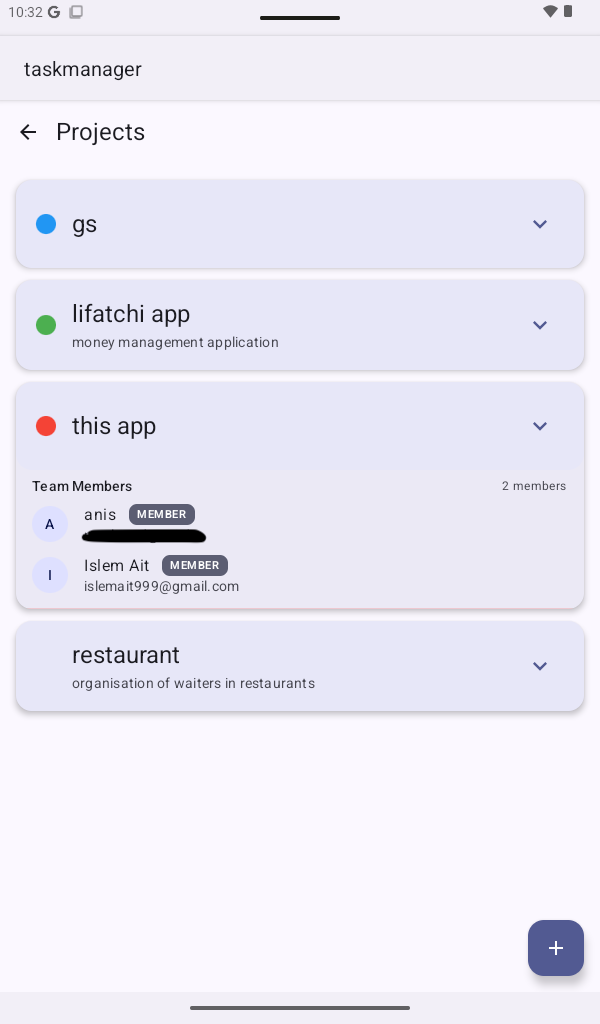 10:32 G
taskmanager
Projects
gs
lifatchi app
money management application
this app
Team Members 2 members
A anis MEMBER
I Islem Ait MEMBER
islemait999@gmail.com
restaurant
organisation of waiters in restaurants